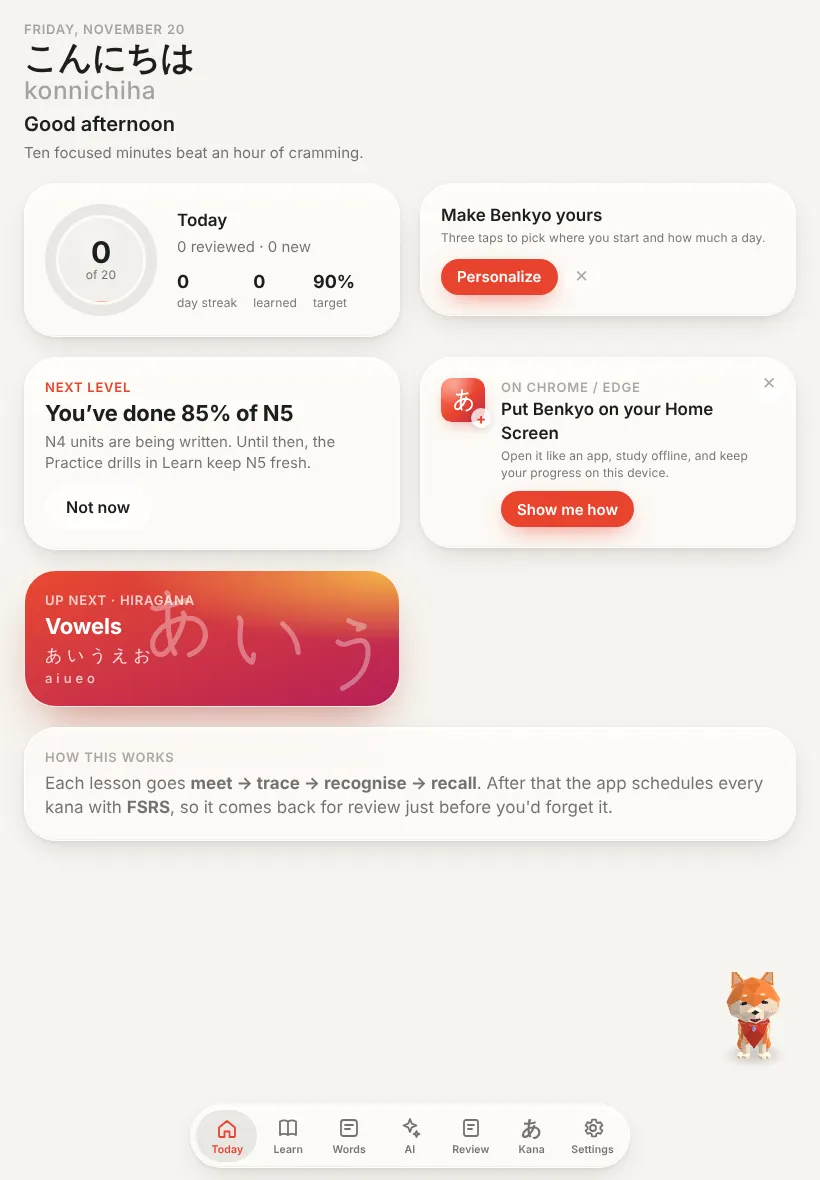 FRIDAY, NOVEMBER 20
こんにちは
konnichiha
Good afternoon
Ten focused minutes beat an hour of cramming.
0
of 20
Today
0 reviewed · 0 new
0
day streak
0
learned
90%
target
Make Benkyo yours
Three taps to pick where you start and how much a day.
Personalize
NEXT LEVEL
You’ve done 85% of N5
N4 units are being written. Until then, the
Practice drills in Learn keep N5 fresh.
Not now
あ
ON CHROME / EDGE
Put Benkyo on your Home
Screen
Open it like an app, study offline, and keep
your progress on this device.
Show me how
UP NEXT · HIRAGANA
Vowels
あ い う え お
a i u e o
あ い う
HOW THIS WORKS
Each lesson goes meet → trace → recognise → recall. After that the app schedules every
kana with FSRS, so it comes back for review just before you'd forget it.
Today
Learn
Words
AI
Review
あ
Kana
Settings